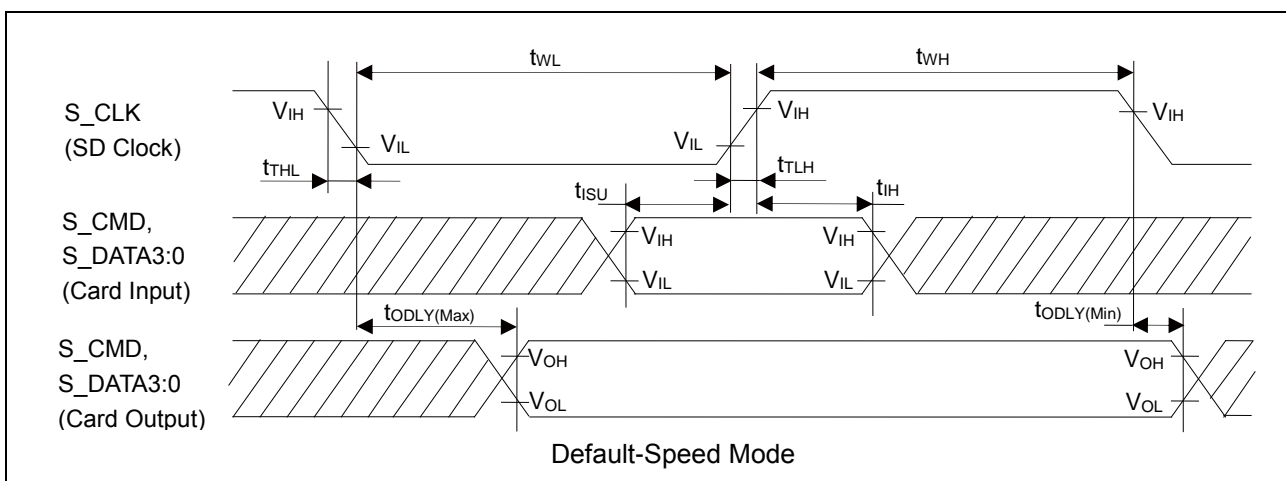 tWL
tWH
S_CLK
(SD Clock)
VIH
VIL
VIL
VIH
VIH
tTHL
tTLH
tISU
tIH
S_CMD,
S_DATA3:0
(Card Input)
VIH
VIL
VIH
VIL
tODLY(Max)
tODLY(Min)
S_CMD,
S_DATA3:0
(Card Output)
VOH
VOL
VOH
VOL
Default-Speed Mode